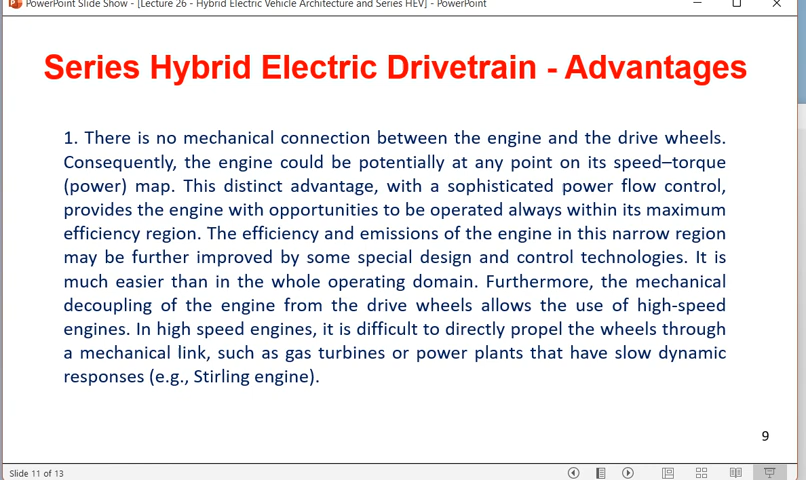 PowerPoint Slide Show - [Lecture 26 - Hybrid Electric Vehicle Architecture and Series HEV] - PowerPoint
Series Hybrid Electric Drivetrain - Advantages
1. There is no mechanical connection between the engine and the drive wheels.
Consequently, the engine could be potentially at any point on its speed–torque
(power) map. This distinct advantage, with a sophisticated power flow control,
provides the engine with opportunities to be operated always within its maximum
efficiency region. The efficiency and emissions of the engine in this narrow region
may be further improved by some special design and control technologies. It is
much easier than in the whole operating domain. Furthermore, the mechanical
decoupling of the engine from the drive wheels allows the use of high-speed
engines. In high speed engines, it is difficult to directly propel the wheels through
a mechanical link, such as gas turbines or power plants that have slow dynamic
responses (e.g., Stirling engine).
9
Slide 11 of 13